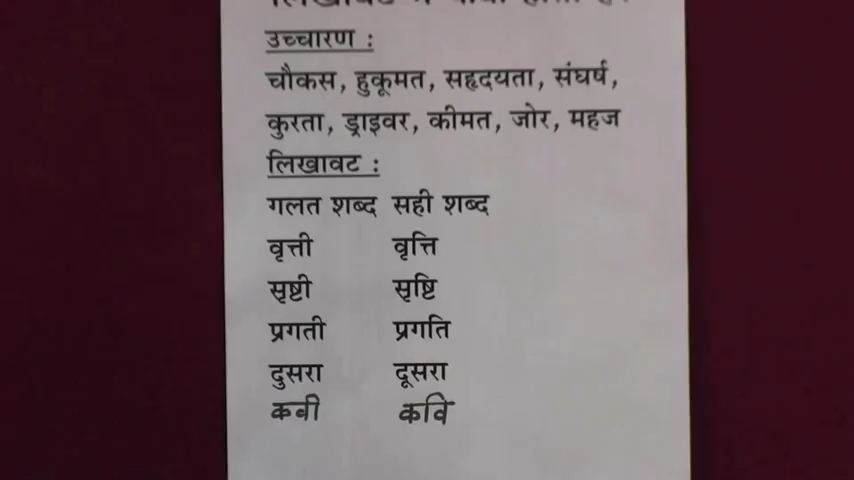 उच्चारण :
चौकस, हुकूमत, सहृदयता, संघर्ष,
कुरता, ड्राइवर, कीमत, जोर, महज
लिखावट :
गलत शब्द सही शब्द
वृत्ती वृत्ति
सृष्टी सृष्टि
प्रगती प्रगति
दुसरा दूसरा
कवी कवि